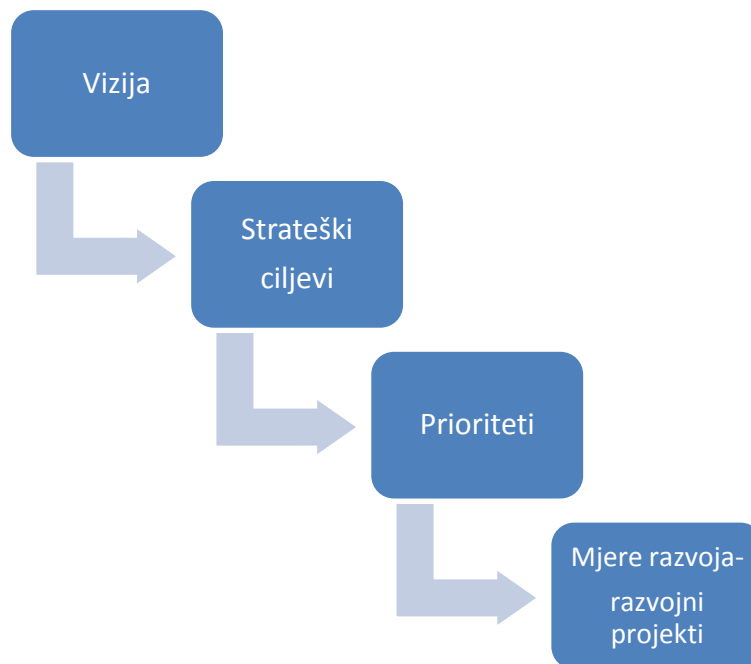 Vizija
Strateški
ciljevi
Prioriteti
Mjere razvoja-
razvojni
projekti